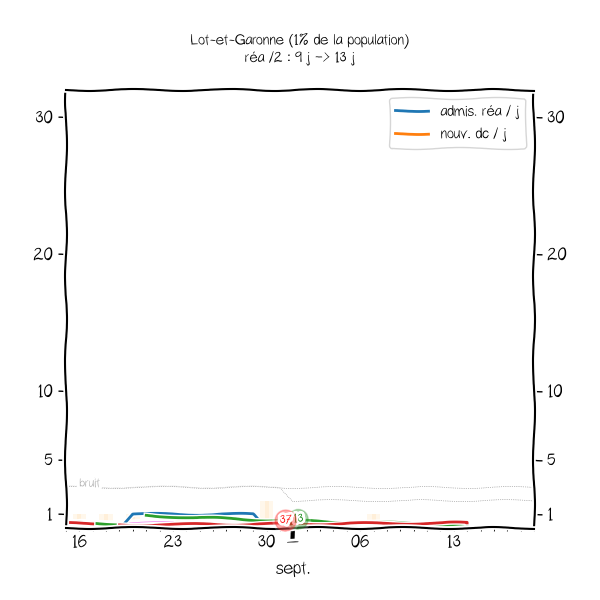 Lot-et-Garonne (1% de la population)
réa /2 : 9 j -> 13 j
admis. réa / j
nouv. dc / j
30
30
20
20
10
10
5
5
bruit
1
37
13
1
16
23
30
06
13
sept.